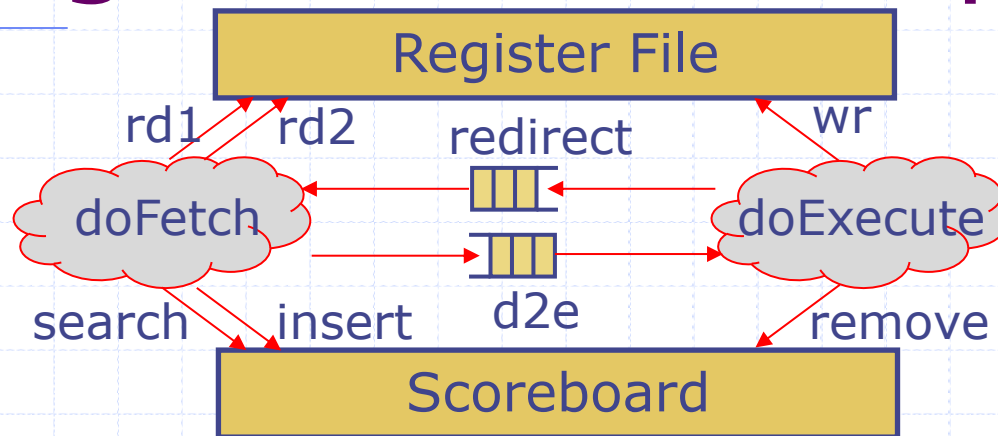 Register File
rd1 rd2 redirect wr
doFetch doExecute
search insert d2e remove
Scoreboard